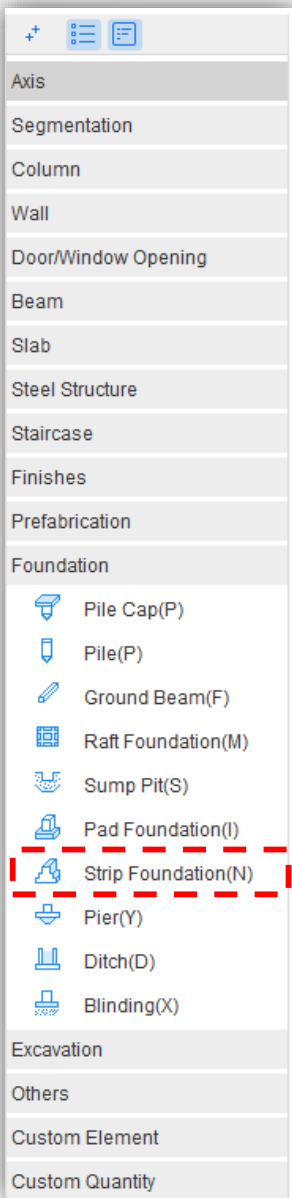 Axis
Segmentation
Column
Wall
Door/Window Opening
Beam
Slab
Steel Structure
Staircase
Finishes
Prefabrication
Foundation
Pile Cap(P)
Pile(P)
Ground Beam(F)
Raft Foundation(M)
Sump Pit(S)
Pad Foundation(I)
Strip Foundation(N)
Pier(Y)
Ditch(D)
Blinding(X)
Excavation
Others
Custom Element
Custom Quantity